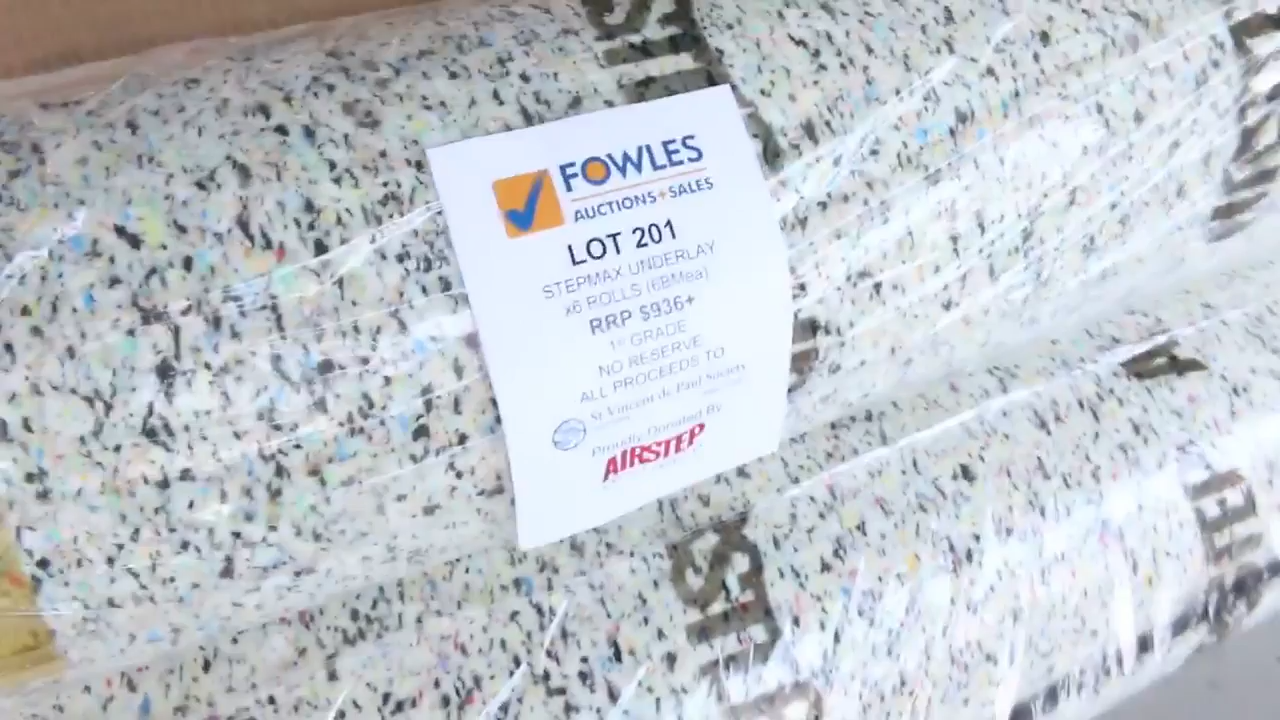 FOWLES
AUCTIONS+SALES
LOT 201
STEPMAX UNDERLAY
x6 ROLLS (6BMea)
RRP $936+
1st GRADE
NO RESERVE
ALL PROCEEDS TO
St Vincent de Paul Society
Proudly Donated By
AIRSTEP